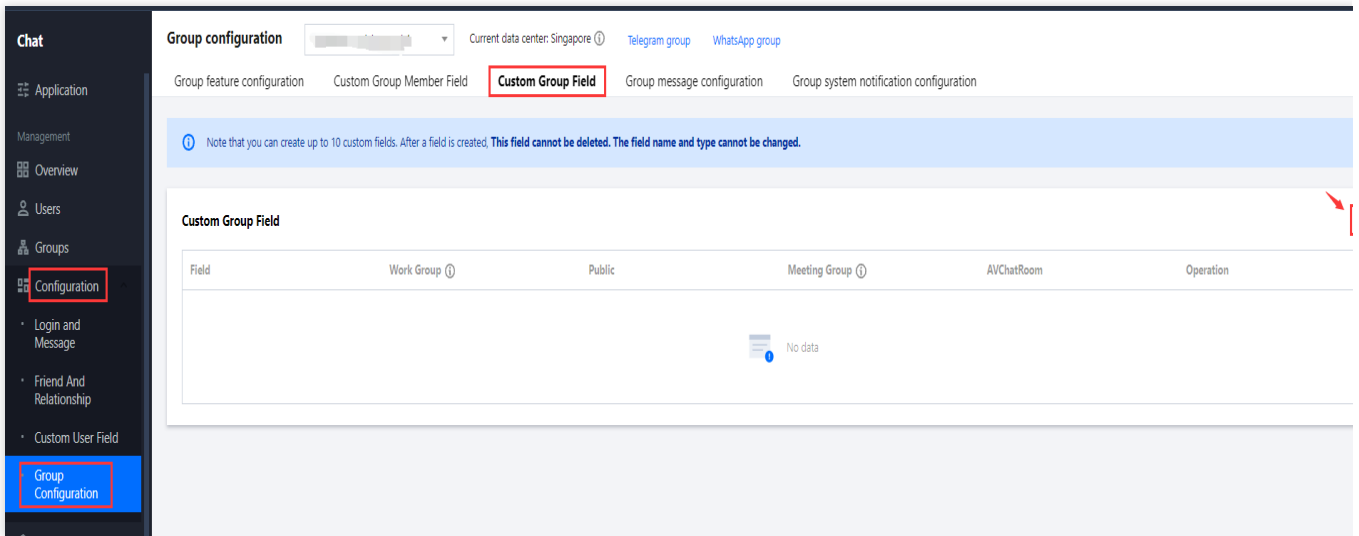 Chat
Application
Management
Overview
Users
Groups
Configuration
Login and
Message
Friend And
Relationship
Custom User Field
Group
Configuration
Group configuration
Current data center: Singapore
Telegram group
WhatsApp group
Group feature configuration
Custom Group Member Field
Custom Group Field
Group message configuration
Group system notification configuration
Note that you can create up to 10 custom fields. After a field is created, This field cannot be deleted. The field name and type cannot be changed.
Custom Group Field
Field
Work Group
Public
Meeting Group
AVChatRoom
Operation
No data